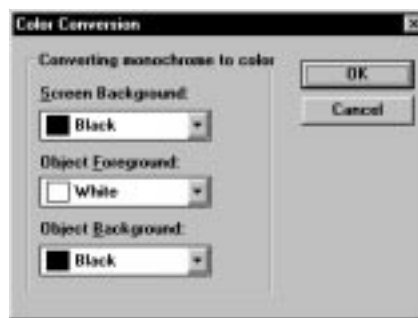 Color Conversion
Converting monochrome to color
Screen Background:
Black
Object Foreground:
White
Object Background:
Black
OK
Cancel